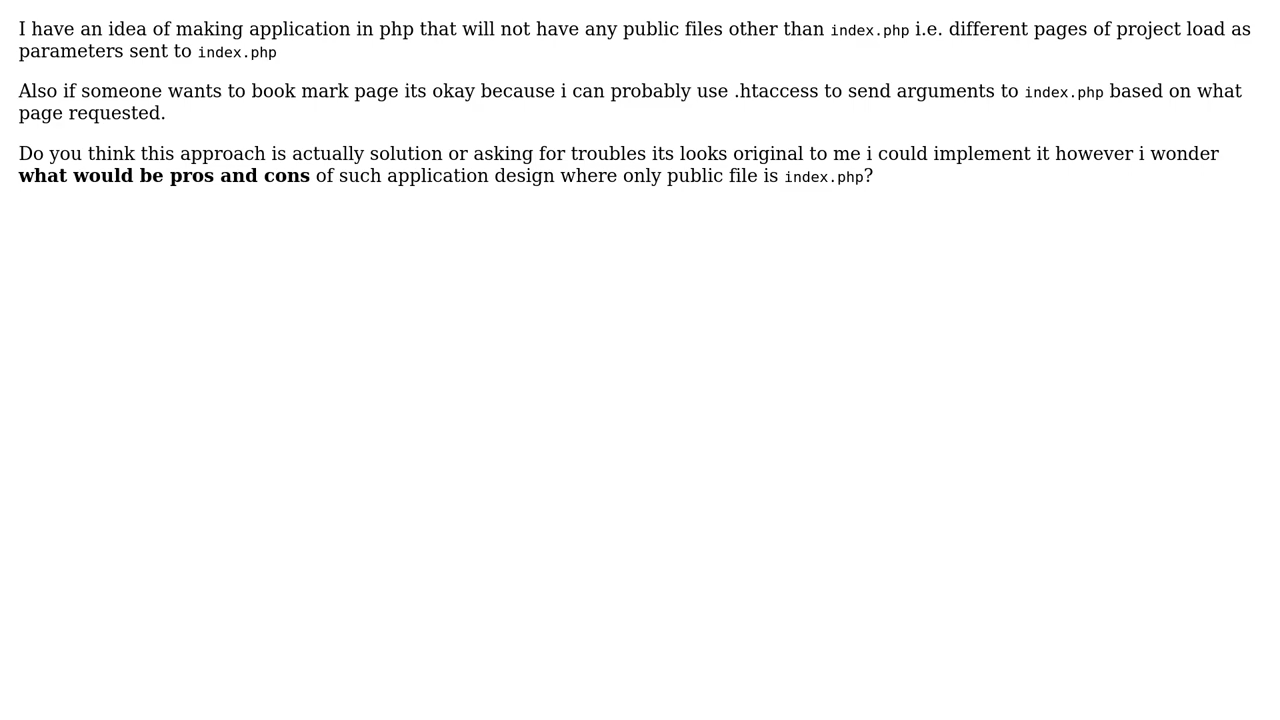 I have an idea of making application in php that will not have any public files other than index.php i.e. different pages of project load as
parameters sent to index.php
Also if someone wants to book mark page its okay because i can probably use .htaccess to send arguments to index.php based on what
page requested.
Do you think this approach is actually solution or asking for troubles its looks original to me i could implement it however i wonder
what would be pros and cons of such application design where only public file is index.php?